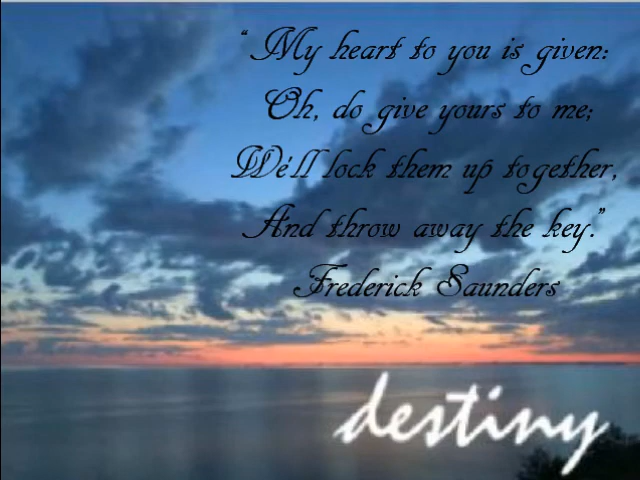 “My heart to you is given:
Oh, do give yours to me;
We'll lock them up together,
And throw away the key.”
Frederick Saunders
destiny